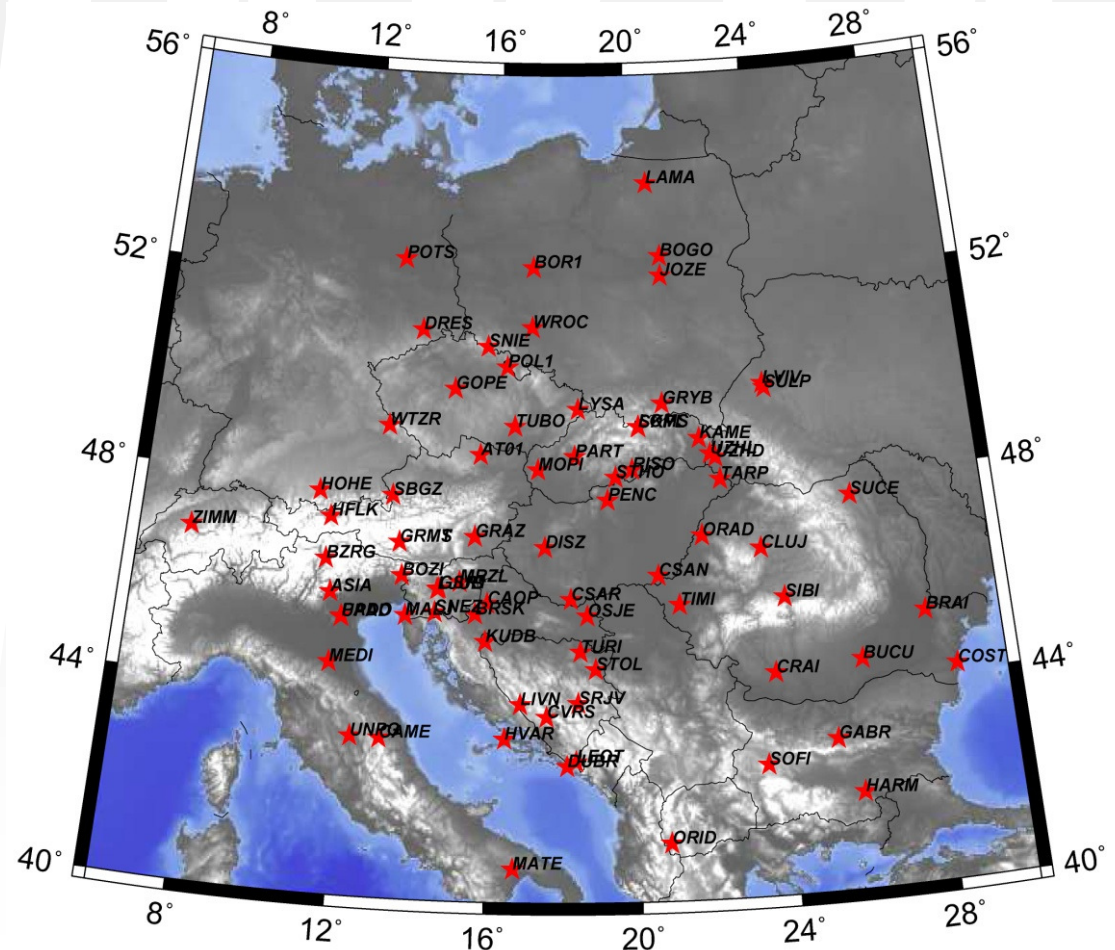 8° 12° 16° 20° 24° 28°
56° 56°
LAMA
52° 52°
POTS
BOGO
BOR1
JOZE
DRES
WROC
SNIE
POL1
GOPE
SULP
GRYB
LYSA
WTZR
TUBO
KAME
48° 48°
AT01
PART
MOPI
TARP
HOHE
SBGZ
PENC
SUCE
ZIMM
HFLK
GRAZ
ORAD
DISZ
CLUJ
BZRG
BOZI
CSAN
ASIA
CSAR
SIBI
TIMI
BRAI
OSJE
KUDB
TURI
44° 44°
MEDI
STOL
CRAI
BUCU
COST
LIVN
SRJV
CVRS
UNPG
CAME
HVAR
GABR
DUBR
SOFI
HARM
ORID
40° 40°
MATE
8° 12° 16° 20° 24° 28°